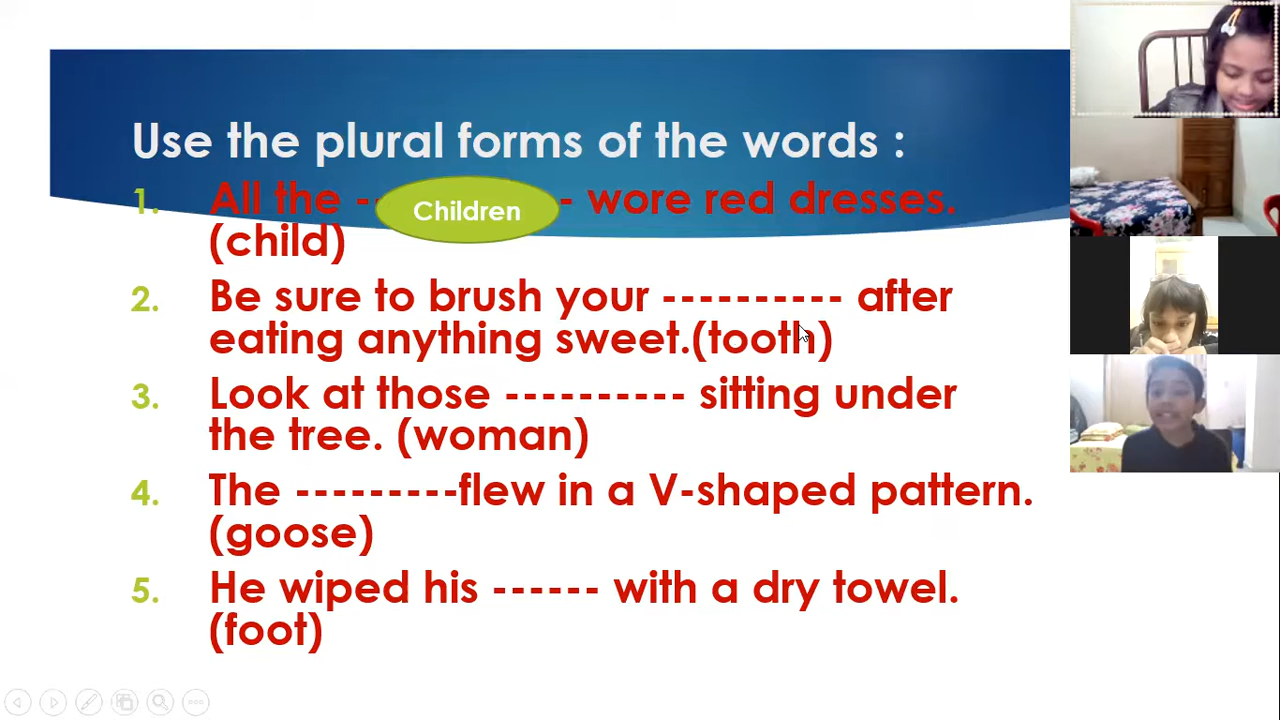 Use the plural forms of the words :
1. All the - Children - wore red dresses.
(child)
2. Be sure to brush your ---------- after
eating anything sweet.(tooth)
3. Look at those ---------- sitting under
the tree. (woman)
4. The ---------flew in a V-shaped pattern.
(goose)
5. He wiped his ------ with a dry towel.
(foot)